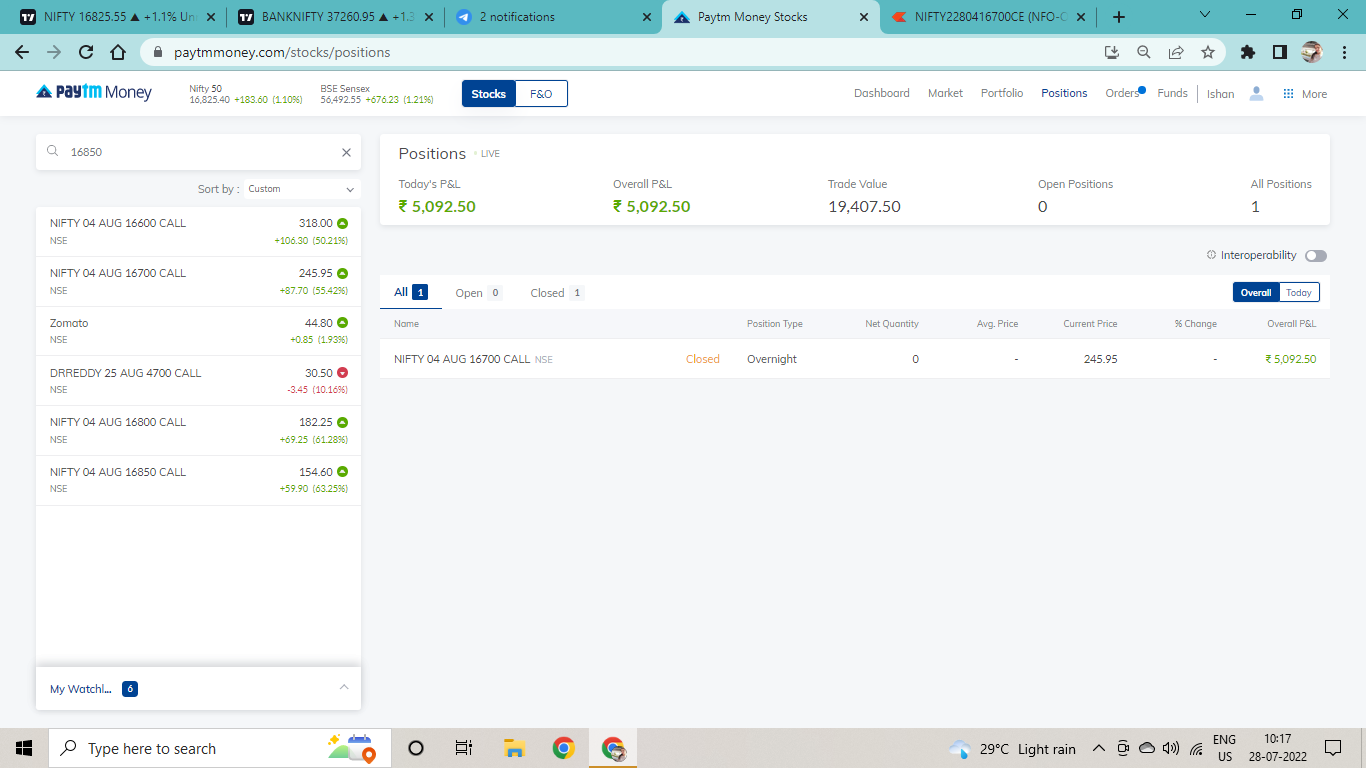 NIFTY 16825.55 ▲ +1.1% Un
BANKNIFTY 37260.95 ▲ +1.3
2 notifications
Paytm Money Stocks
NIFTY2280416700CE (NFO-O
paytmmoney.com/stocks/positions
paytm Money
Nifty 50
16,825.40 +183.60 (1.10%)
BSE Sensex
56,492.55 +676.23 (1.21%)
Stocks F&O
Dashboard Market Portfolio Positions Orders Funds Ishan More
16850
Sort by : Custom
NIFTY 04 AUG 16600 CALL 318.00
NSE +106.30 (50.21%)
NIFTY 04 AUG 16700 CALL 245.95
NSE +87.70 (55.42%)
Zomato 44.80
NSE +0.85 (1.93%)
DRREDDY 25 AUG 4700 CALL 30.50
NSE -3.45 (10.16%)
NIFTY 04 AUG 16800 CALL 182.25
NSE +69.25 (61.28%)
NIFTY 04 AUG 16850 CALL 154.60
NSE +59.90 (63.25%)
My Watchl... 6
Positions LIVE
Today's P&L Overall P&L Trade Value Open Positions All Positions
₹ 5,092.50 ₹ 5,092.50 19,407.50 0 1
Interoperability
All 1 Open 0 Closed 1 Overall Today
Name Position Type Net Quantity Avg. Price Current Price % Change Overall P&L
NIFTY 04 AUG 16700 CALL NSE Closed Overnight 0 - 245.95 - ₹ 5,092.50
Type here to search
29°C Light rain
ENG
US
10:17
28-07-2022